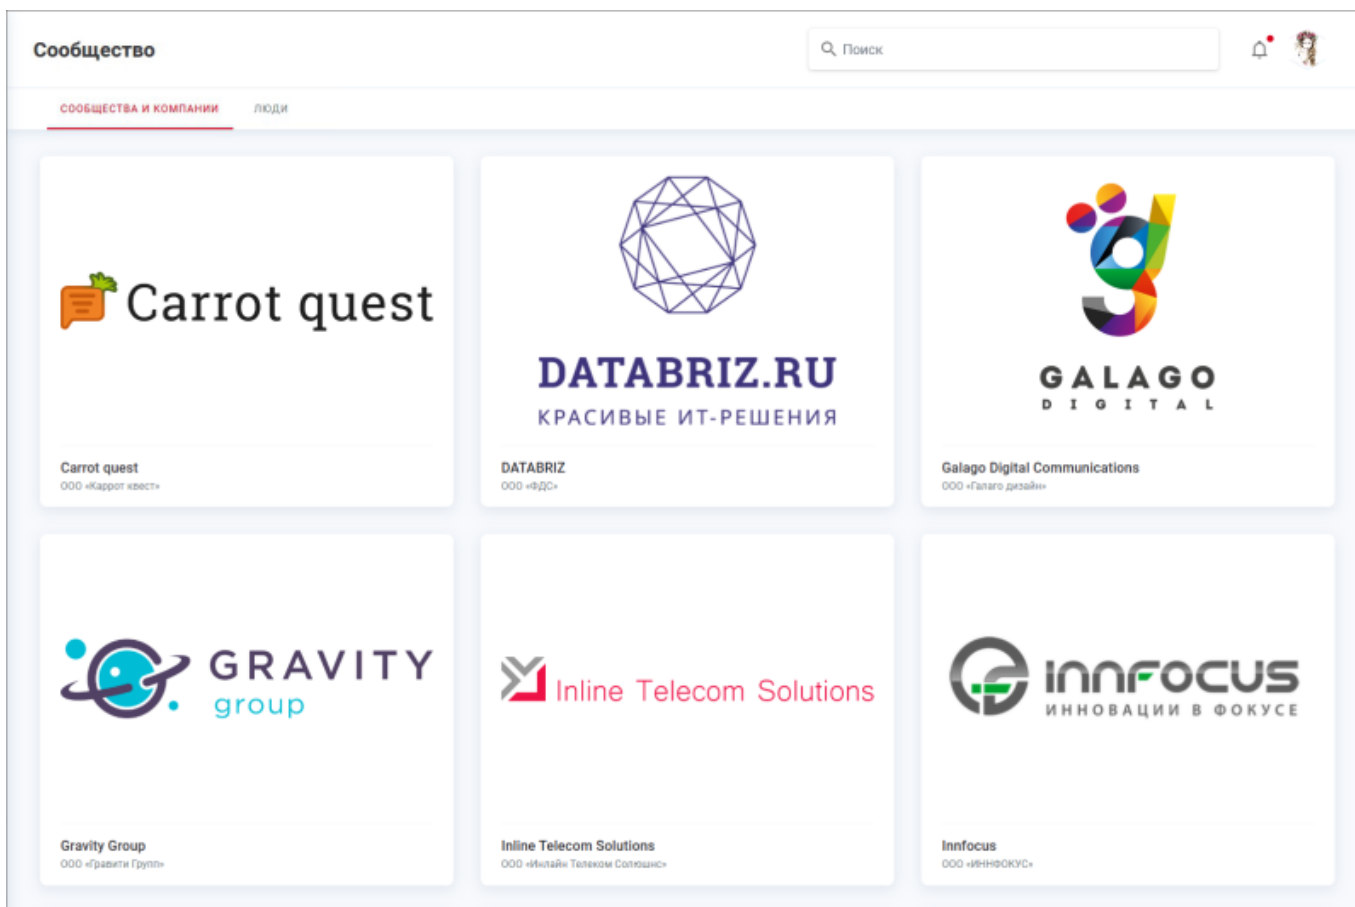 Сообщество
Поиск
СООБЩЕСТВА И КОМПАНИИ
ЛЮДИ
Carrot quest
Carrot quest
ООО «Каррот квест»
DATABRIZ.RU
КРАСИВЫЕ ИТ-РЕШЕНИЯ
DATABRIZ
ООО «ФДС»
GALAGO
DIGITAL
Galago Digital Communications
ООО «Галаго дизайн»
GRAVITY
group
Gravity Group
ООО «Гравити Групп»
Inline Telecom Solutions
Inline Telecom Solutions
ООО «Инлайн Телеком Солюшнс»
INNFOCUS
ИННОВАЦИИ В ФОКУСЕ
Innfocus
ООО «ИННФОКУС»